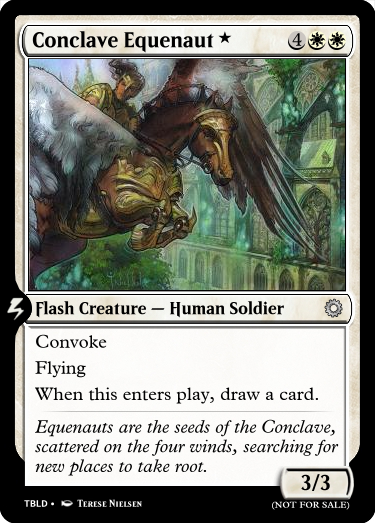 Conclave Equenaut ★ 4
Flash Creature — Human Soldier
Convoke
Flying
When this enters play, draw a card.
Equenauts are the seeds of the Conclave,
scattered on the four winds, searching for
new places to take root.
3/3
TBLD • Terese Nielsen
(NOT FOR SALE)